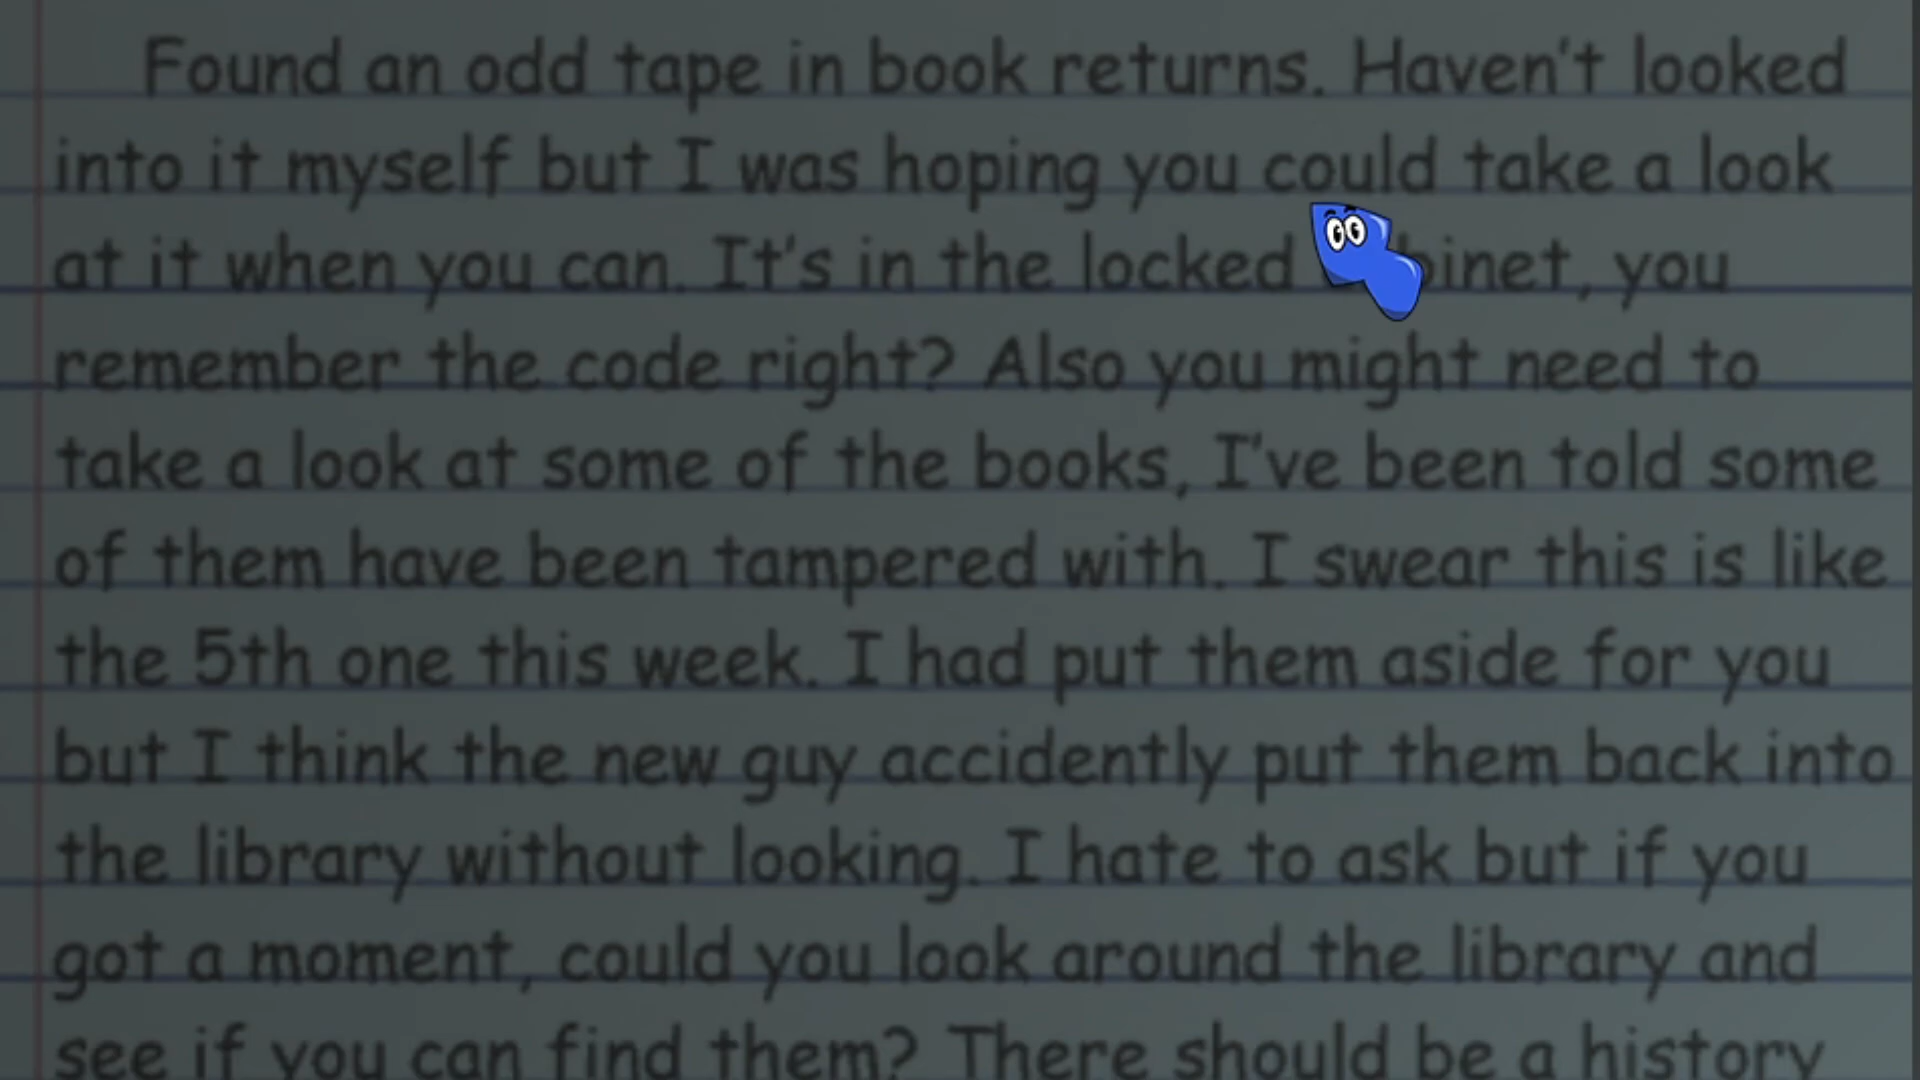 Found an odd tape in book returns. Haven't looked
into it myself but I was hoping you could take a look
at it when you can. It's in the locked binet, you
remember the code right? Also you might need to
take a look at some of the books, I've been told some
of them have been tampered with. I swear this is like
the 5th one this week. I had put them aside for you
but I think the new guy accidently put them back into
the library without looking. I hate to ask but if you
got a moment, could you look around the library and
see if you can find them? There should be a history